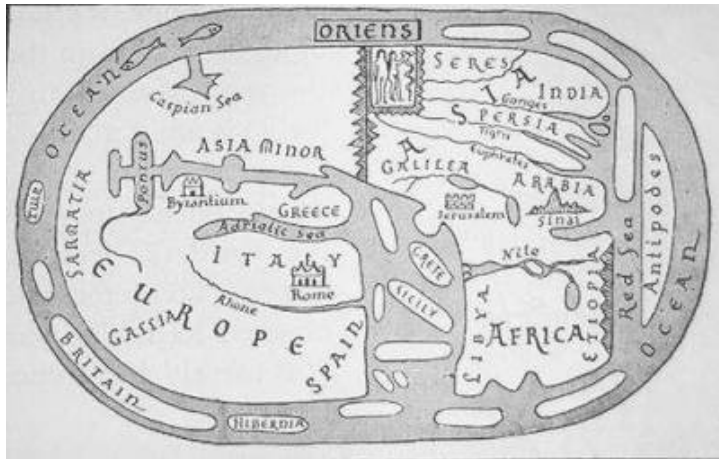 ORIENS
OCEAN
SERES
ASIA
INDIA
Caspian Sea
Ganges
PERSIA
Tigris
Euphrates
ASIA MINOR
GALILEA
ARABIA
Pontus
Byzantium
Jerusalem
Sinai
SARMATIA
GREECE
Adriatic Sea
Red Sea
Antipodes
OCEAN
ITALY
Rome
CRETE
Nile
Rhone
SICILY
EUROPE
GASSIA
SPAIN
LIBYA
AFRICA
ETIOPIA
BRITAIN
HIBERNIA